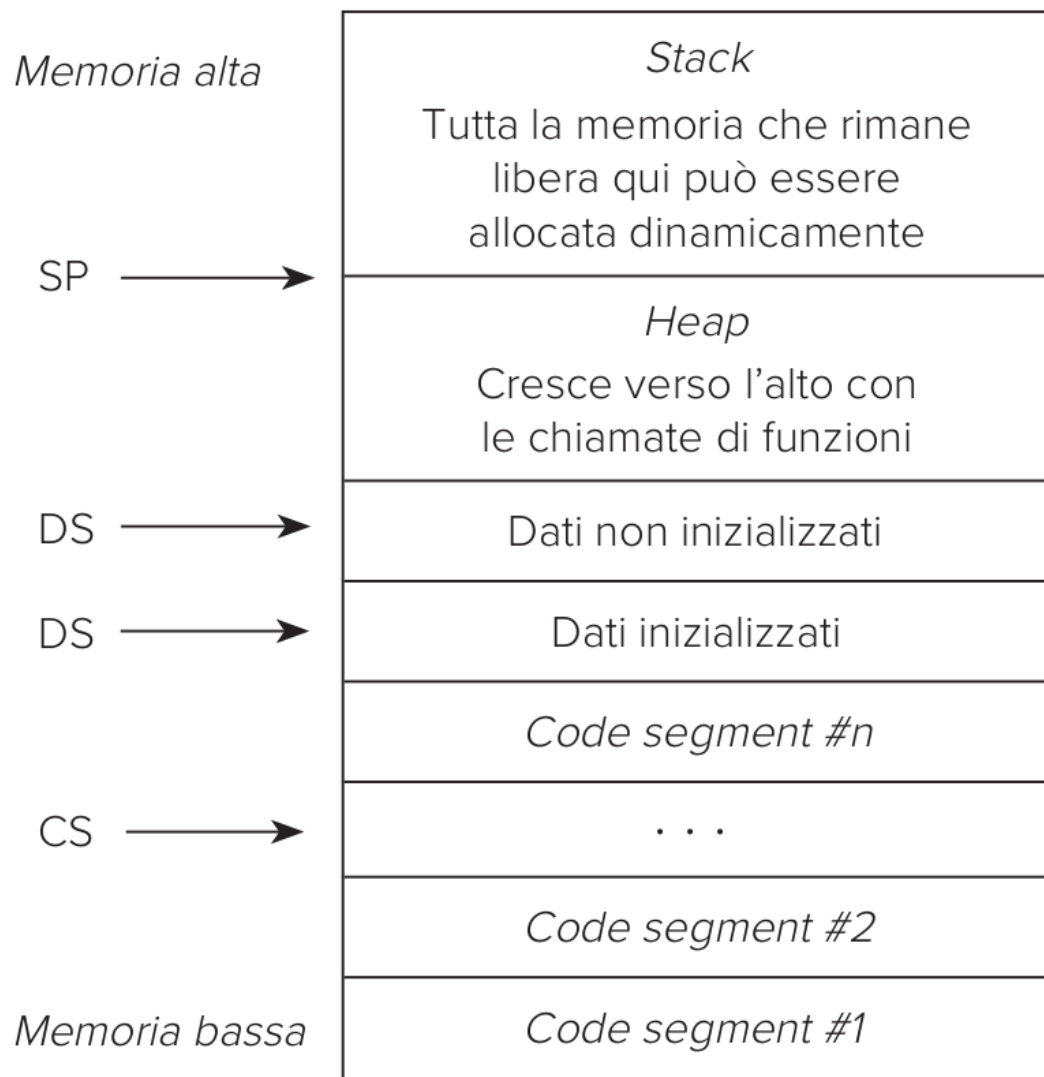 Memoria alta
Stack
Tutta la memoria che rimane
libera qui può essere
allocata dinamicamente
SP
Heap
Cresce verso l'alto con
le chiamate di funzioni
DS
Dati non inizializzati
DS
Dati inizializzati
Code segment #n
CS
. . .
Code segment #2
Memoria bassa
Code segment #1